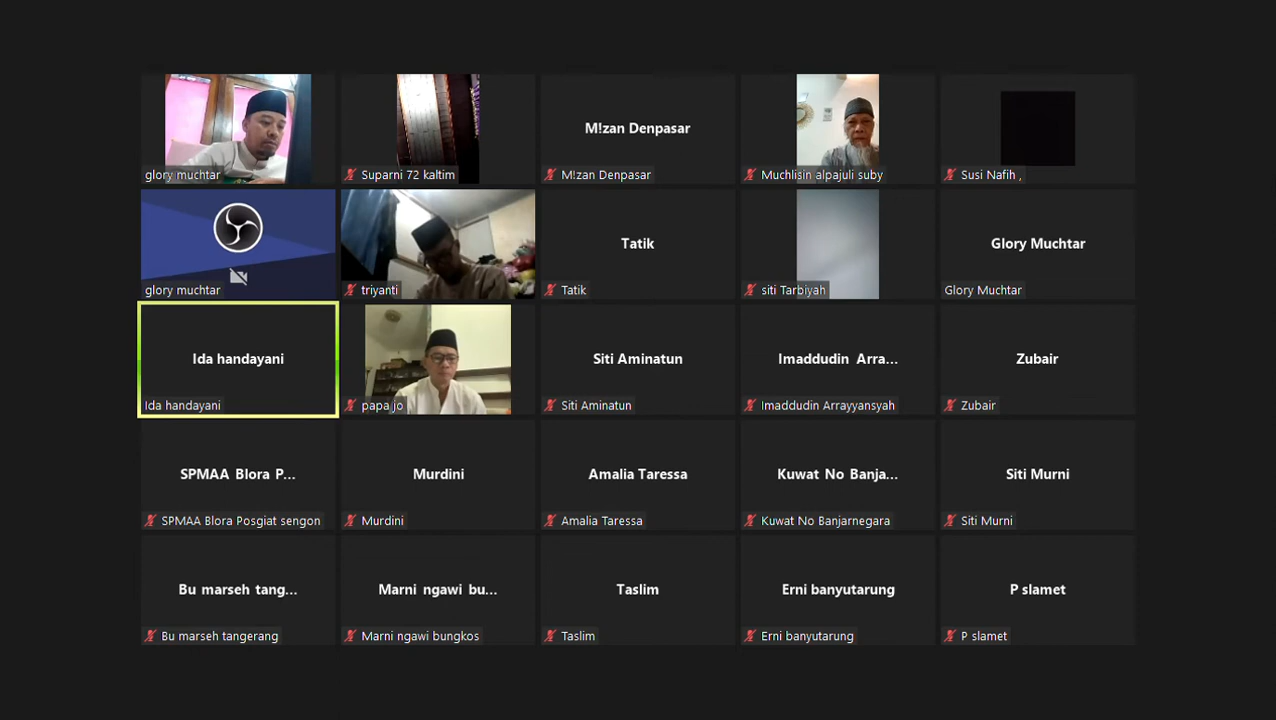 glory muchtar
Suparni 72 kaltim
M!zan Denpasar
M!zan Denpasar
Muchlisin alpajuli suby
Susi Nafih ,
glory muchtar
triyanti
Tatik
Tatik
siti Tarbiyah
Glory Muchtar
Glory Muchtar
Ida handayani
Ida handayani
papa jo
Siti Aminatun
Siti Aminatun
Imaddudin Arra...
Imaddudin Arrayyansyah
Zubair
Zubair
SPMAA Blora P...
SPMAA Blora Posgiat sengon
Murdini
Murdini
Amalia Taressa
Amalia Taressa
Kuwat No Banja...
Kuwat No Banjarnegara
Siti Murni
Siti Murni
Bu marseh tang...
Bu marseh tangerang
Marni ngawi bu...
Marni ngawi bungkos
Taslim
Taslim
Erni banyutarung
Erni banyutarung
P slamet
P slamet